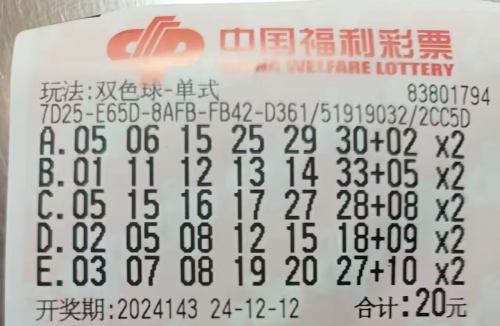 中国福利彩票
CHINA WELFARE LOTTERY
玩法:双色球-单式 83801794
7D25-E65D-8AFB-FB42-D361/51919032/2CC5D
A.05 06 15 25 29 30+02 x2
B.01 11 12 13 14 33+05 x2
C.05 15 16 17 27 28+08 x2
D.02 05 08 12 15 18+09 x2
E.03 07 08 19 20 27+10 x2
开奖期:2024143 24-12-12 合计:20元